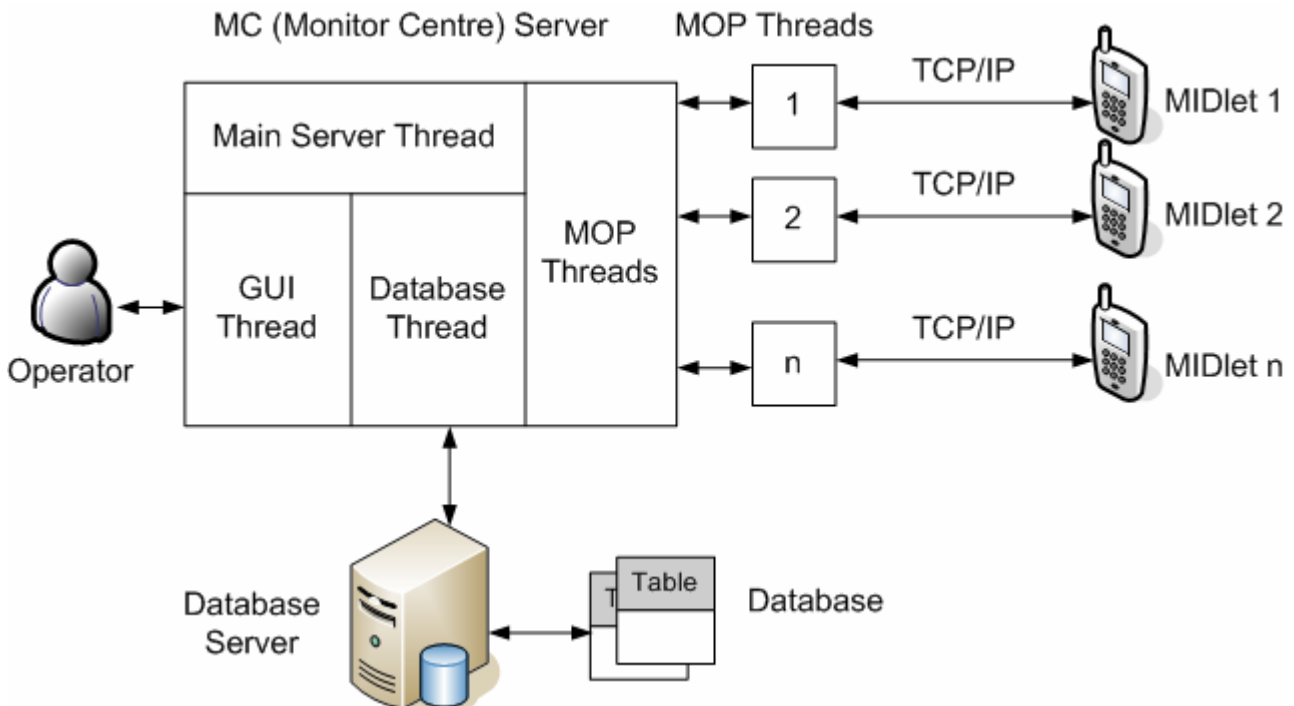 MC (Monitor Centre) Server
MOP Threads
Main Server Thread
GUI
Thread
Database
Thread
MOP
Threads
1
2
n
TCP/IP
TCP/IP
TCP/IP
MIDlet 1
MIDlet 2
MIDlet n
Operator
Database
Server
T
Table
Database